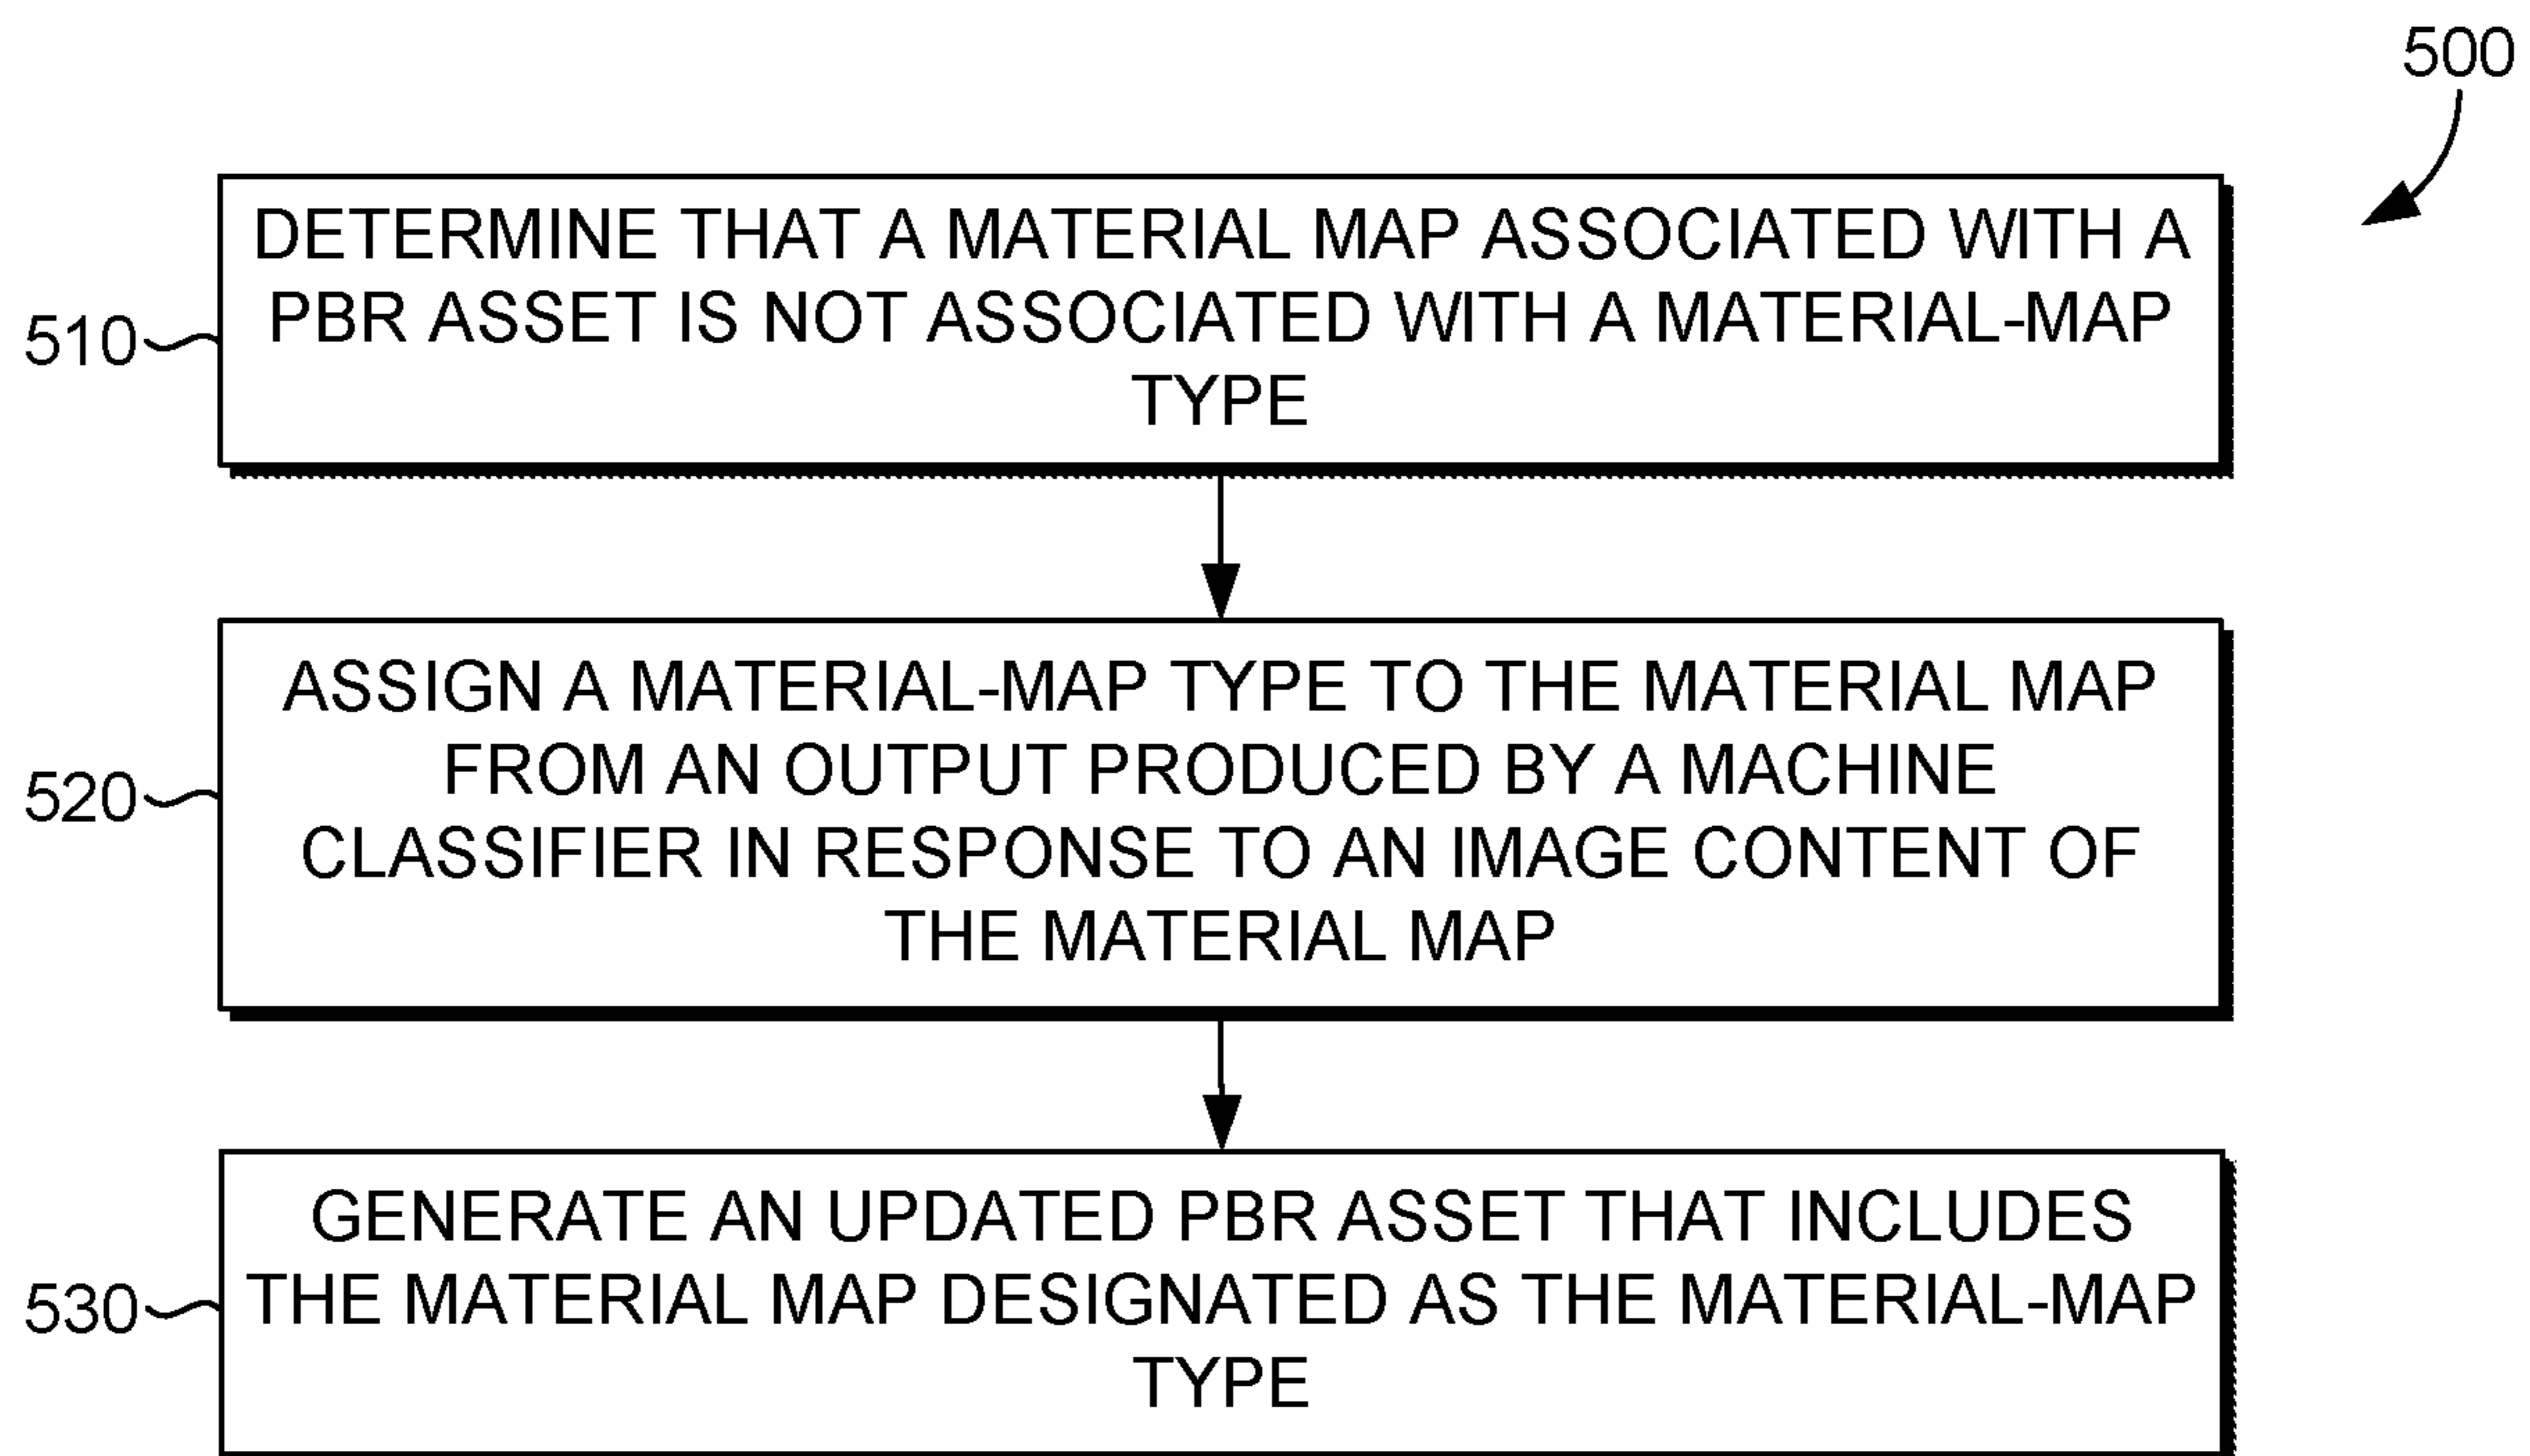 500
DETERMINE THAT A MATERIAL MAP ASSOCIATED WITH A
PBR ASSET IS NOT ASSOCIATED WITH A MATERIAL-MAP
TYPE
510
ASSIGN A MATERIAL-MAP TYPE TO THE MATERIAL MAP
FROM AN OUTPUT PRODUCED BY A MACHINE
CLASSIFIER IN RESPONSE TO AN IMAGE CONTENT OF
THE MATERIAL MAP
520
GENERATE AN UPDATED PBR ASSET THAT INCLUDES
THE MATERIAL MAP DESIGNATED AS THE MATERIAL-MAP
TYPE
530